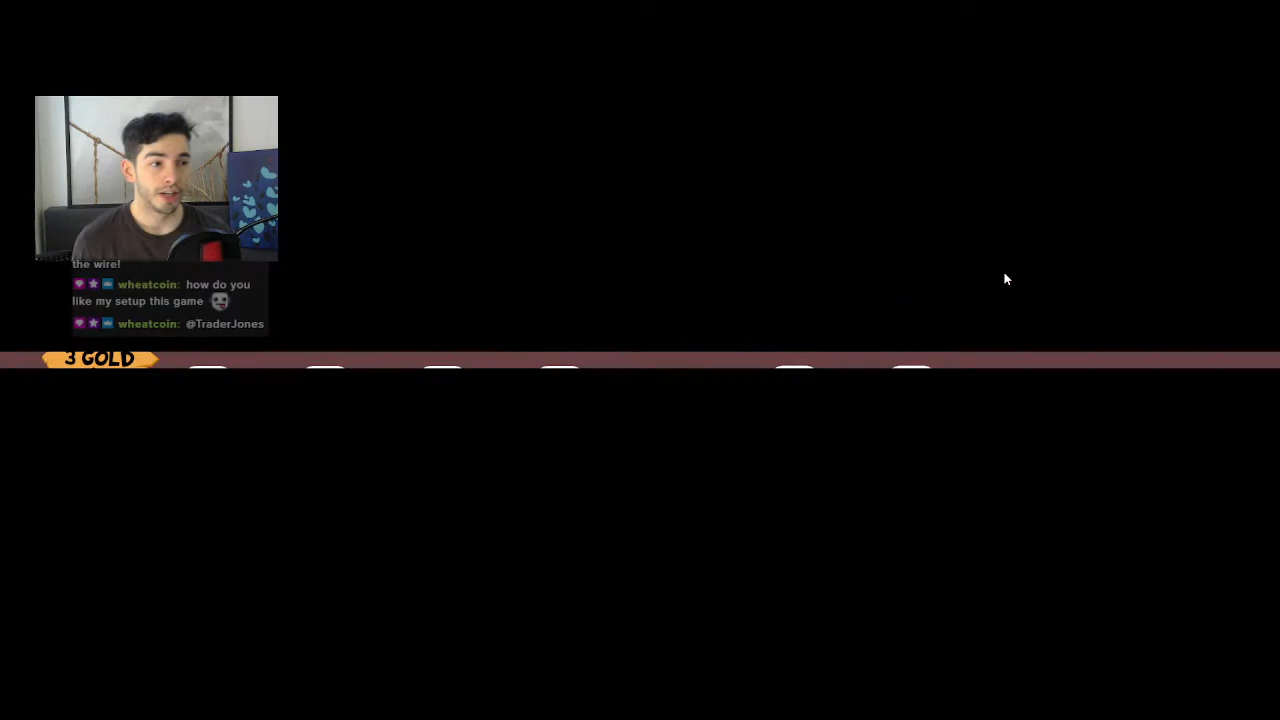 the wire!
wheatcoin: how do you
like my setup this game
wheatcoin: @TraderJones
3 GOLD